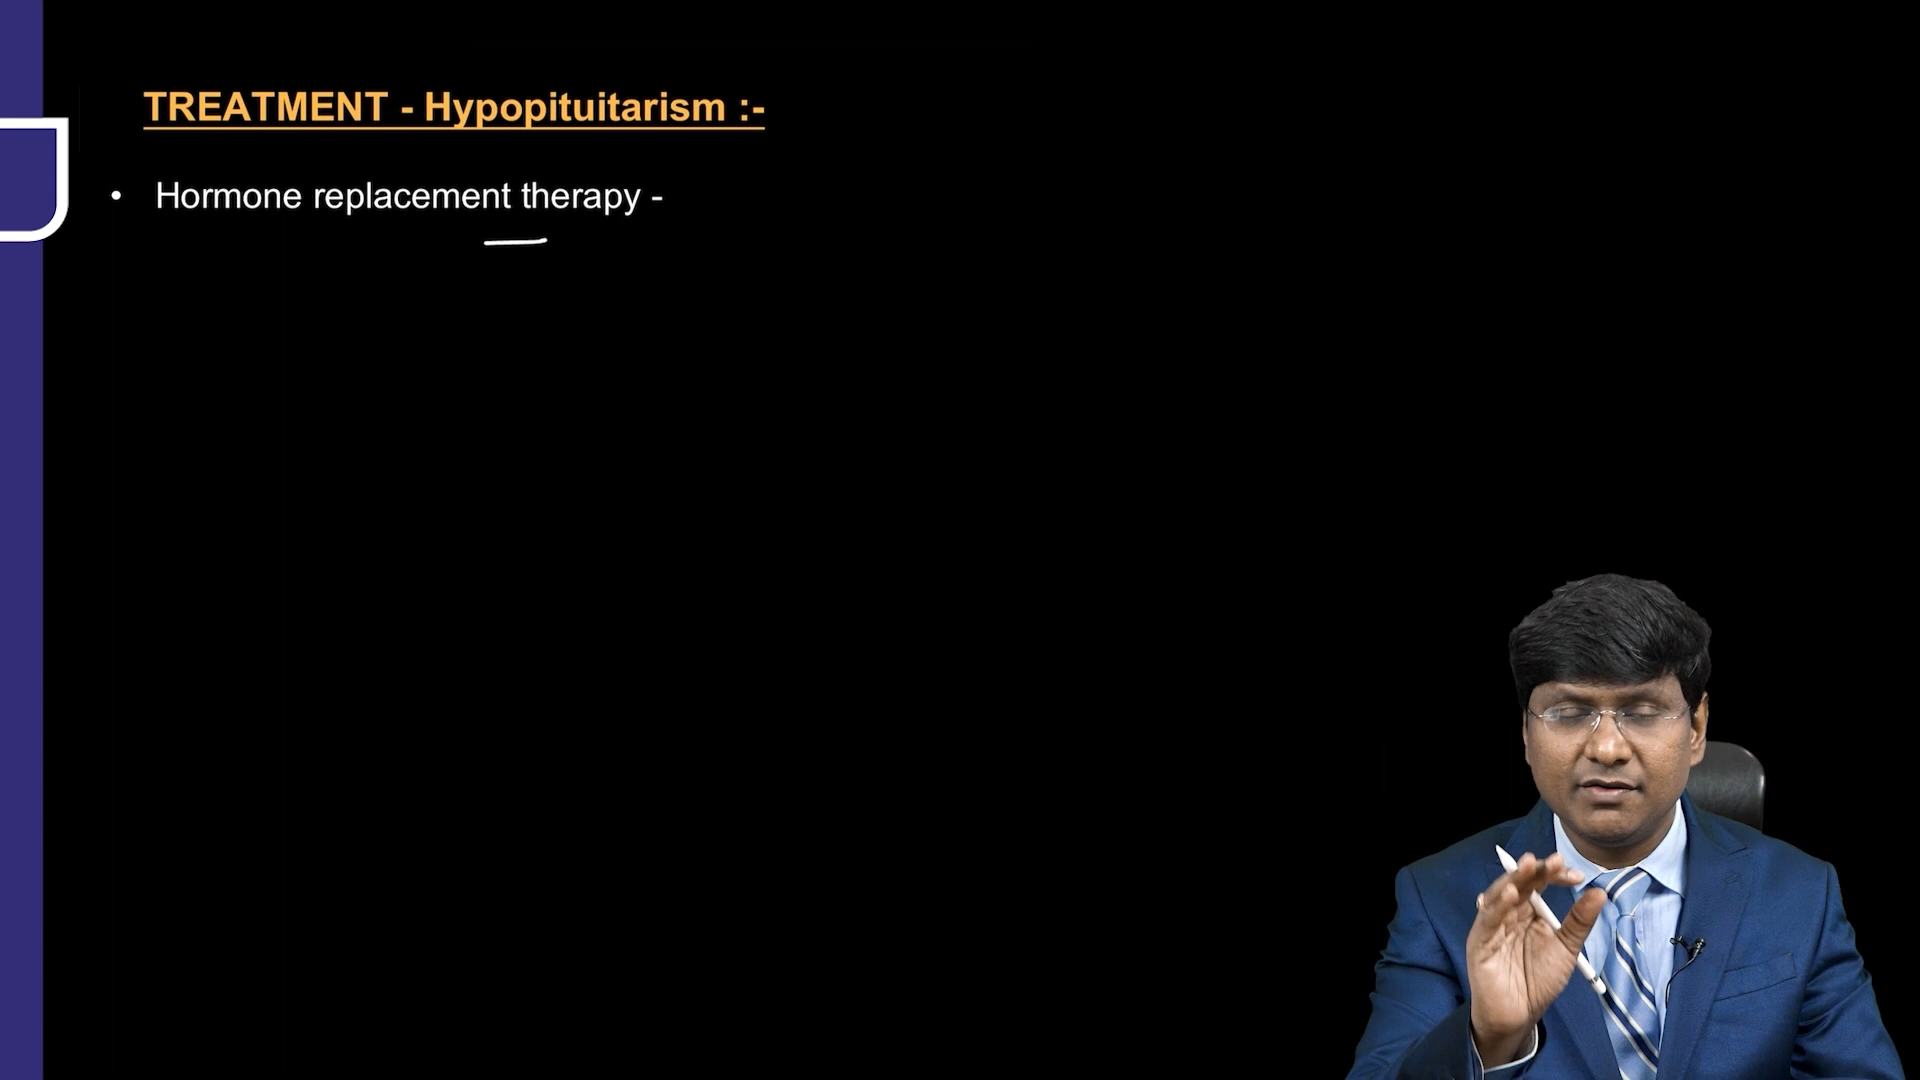 TREATMENT - Hypopituitarism :-
• Hormone replacement therapy -